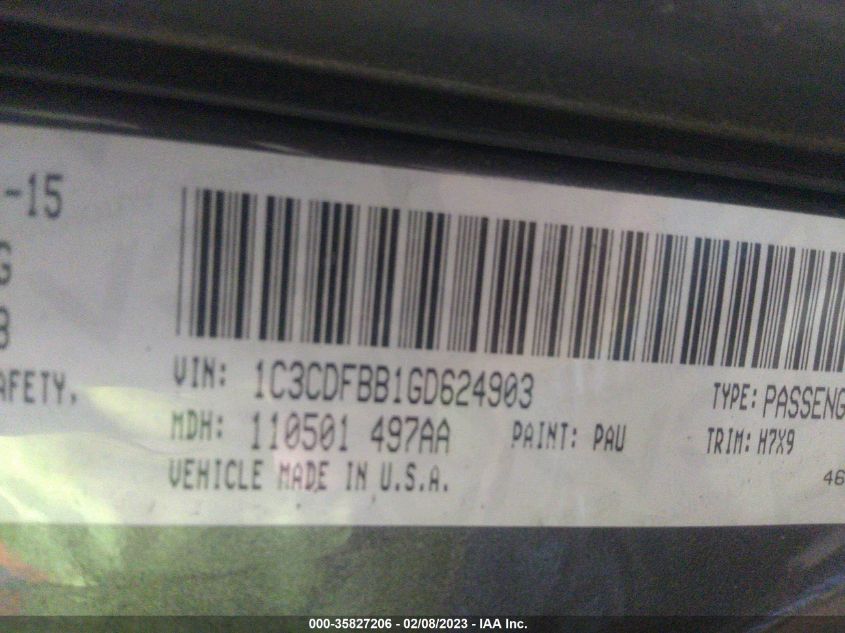 -15
G
B
AFETY.
VIN: 1C3CDFBB1GD624903
TYPE: PASSENG
MDH: 110501 497AA
PAINT: PAU
TRIM: H7X9
VEHICLE MADE IN U.S.A.
46
000-35827206 - 02/08/2023 - IAA Inc.